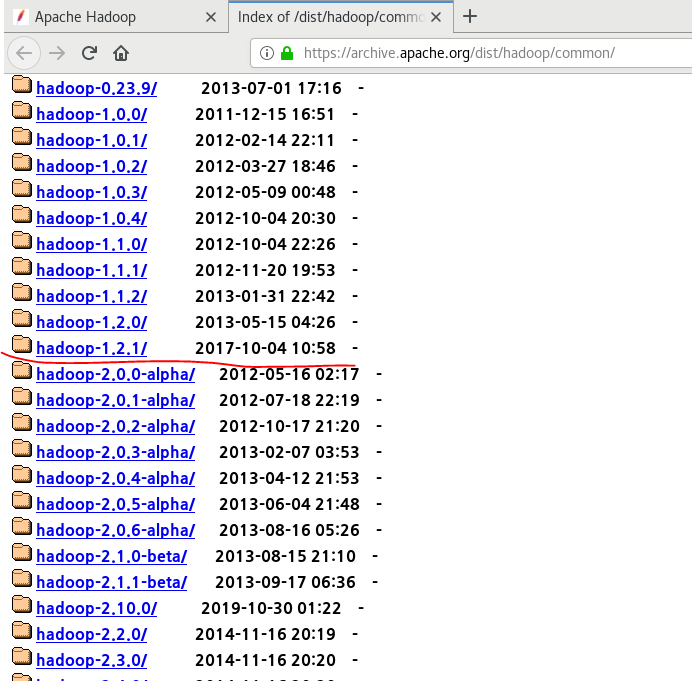 Apache Hadoop
Index of /dist/hadoop/commo
https://archive.apache.org/dist/hadoop/common/
hadoop-0.23.9/ 2013-07-01 17:16 -
hadoop-1.0.0/ 2011-12-15 16:51 -
hadoop-1.0.1/ 2012-02-14 22:11 -
hadoop-1.0.2/ 2012-03-27 18:46 -
hadoop-1.0.3/ 2012-05-09 00:48 -
hadoop-1.0.4/ 2012-10-04 20:30 -
hadoop-1.1.0/ 2012-10-04 22:26 -
hadoop-1.1.1/ 2012-11-20 19:53 -
hadoop-1.1.2/ 2013-01-31 22:42 -
hadoop-1.2.0/ 2013-05-15 04:26 -
hadoop-1.2.1/ 2017-10-04 10:58 -
hadoop-2.0.0-alpha/ 2012-05-16 02:17 -
hadoop-2.0.1-alpha/ 2012-07-18 22:19 -
hadoop-2.0.2-alpha/ 2012-10-17 21:20 -
hadoop-2.0.3-alpha/ 2013-02-07 03:53 -
hadoop-2.0.4-alpha/ 2013-04-12 21:53 -
hadoop-2.0.5-alpha/ 2013-06-04 21:48 -
hadoop-2.0.6-alpha/ 2013-08-16 05:26 -
hadoop-2.1.0-beta/ 2013-08-15 21:10 -
hadoop-2.1.1-beta/ 2013-09-17 06:36 -
hadoop-2.10.0/ 2019-10-30 01:22 -
hadoop-2.2.0/ 2014-11-16 20:19 -
hadoop-2.3.0/ 2014-11-16 20:20 -